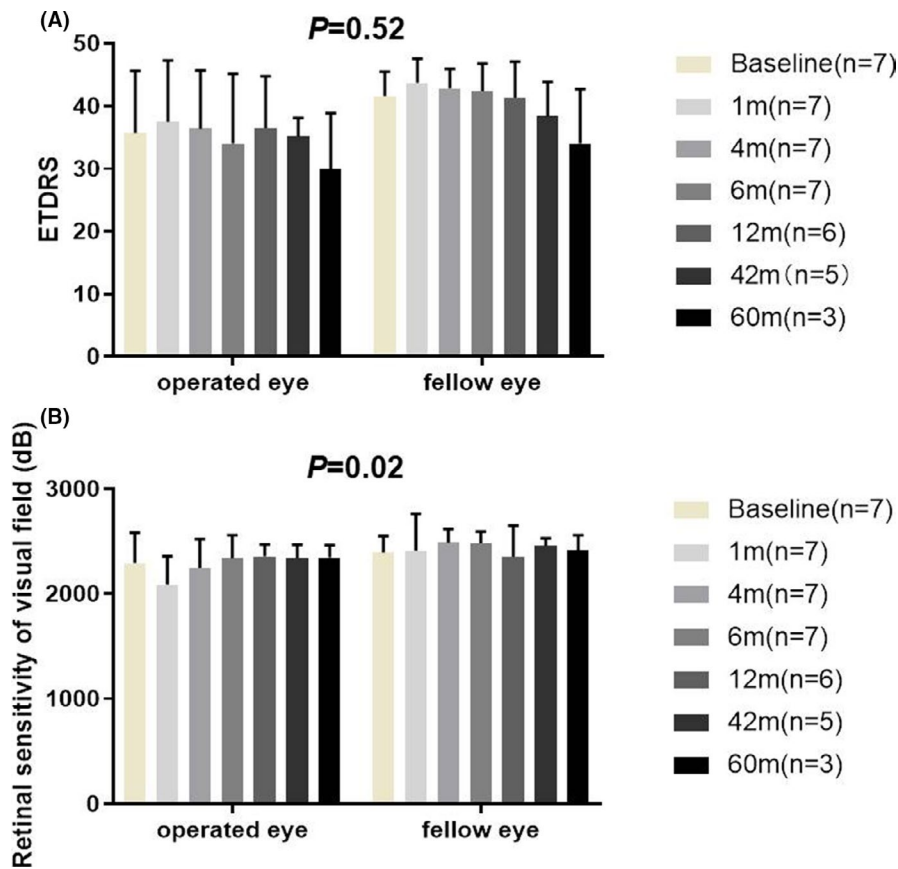 (A)
P=0.52
ETDRS
50
40
30
20
10
0
operated eye
fellow eye
Baseline(n=7)
1m(n=7)
4m(n=7)
6m(n=7)
12m(n=6)
42m（n=5）
60m(n=3)
(B)
P=0.02
Retinal sensitivity of visual field (dB)
3000
2000
1000
0
operated eye
fellow eye
Baseline(n=7)
1m(n=7)
4m(n=7)
6m(n=7)
12m(n=6)
42m(n=5)
60m(n=3)